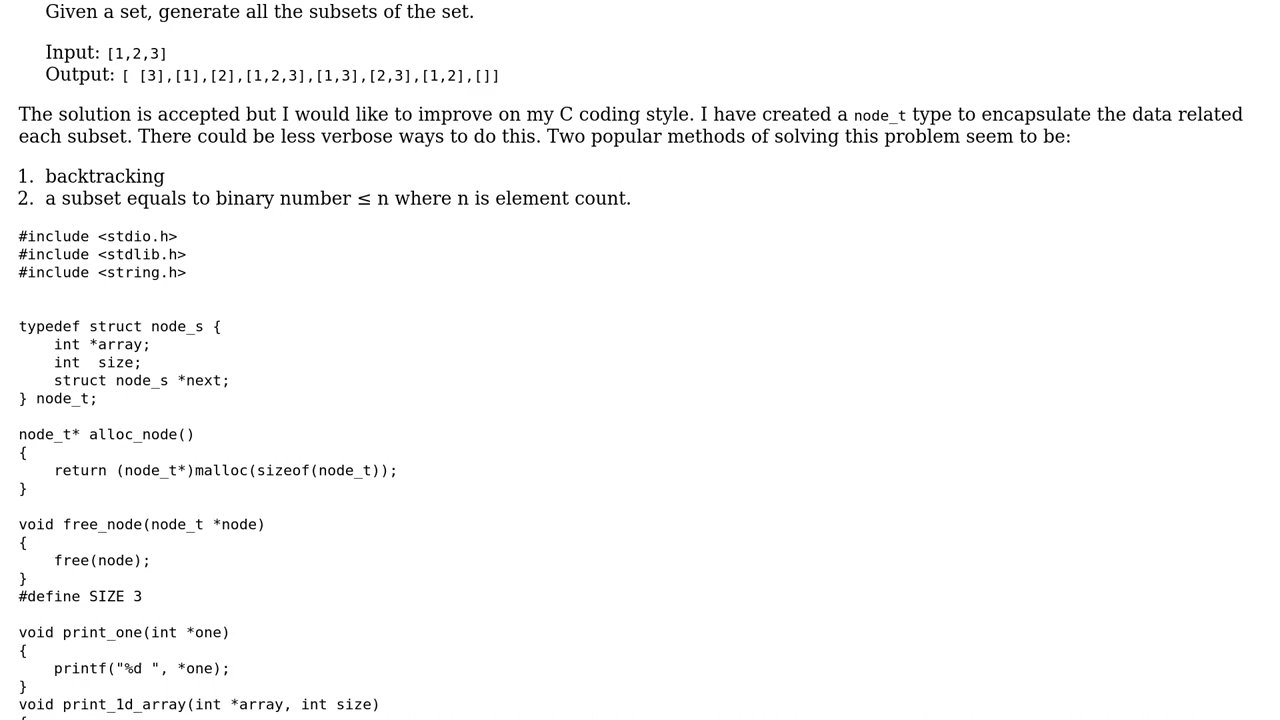 Given a set, generate all the subsets of the set.
Input: [1,2,3]
Output: [ [3],[1],[2],[1,2,3],[1,3],[2,3],[1,2],[]]
The solution is accepted but I would like to improve on my C coding style. I have created a node_t type to encapsulate the data related
each subset. There could be less verbose ways to do this. Two popular methods of solving this problem seem to be:
1. backtracking
2. a subset equals to binary number ≤ n where n is element count.
#include <stdio.h>
#include <stdlib.h>
#include <string.h>
typedef struct node_s {
    int *array;
    int  size;
    struct node_s *next;
} node_t;
node_t* alloc_node()
{
    return (node_t*)malloc(sizeof(node_t));
}
void free_node(node_t *node)
{
    free(node);
}
#define SIZE 3
void print_one(int *one)
{
    printf("%d ", *one);
}
void print_1d_array(int *array, int size)
{